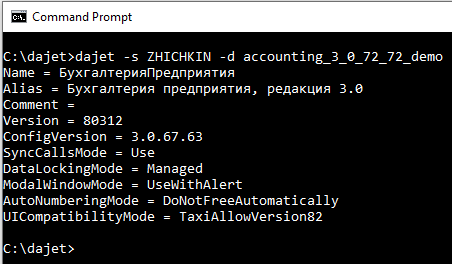 Command Prompt
C:\dajet>dajet -s ZHICHKIN -d accounting_3_0_72_72_demo
Name = БухгалтерияПредприятия
Alias = Бухгалтерия предприятия, редакция 3.0
Comment =
Version = 80312
ConfigVersion = 3.0.67.63
SyncCallsMode = Use
DataLockingMode = Managed
ModalWindowMode = UseWithAlert
AutoNumberingMode = DoNotFreeAutomatically
UICompatibilityMode = TaxiAllowVersion82
C:\dajet>